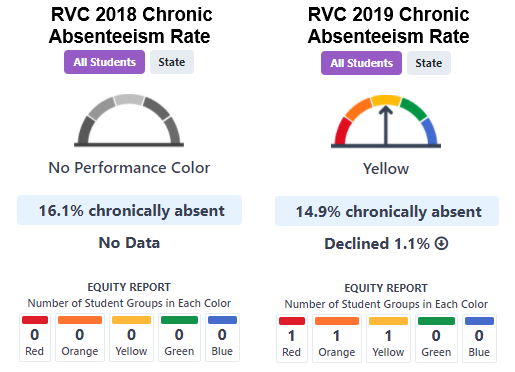 RVC 2018 Chronic
Absenteeism Rate
All Students State
No Performance Color
16.1% chronically absent
No Data
EQUITY REPORT
Number of Student Groups in Each Color
0 0 0 0 0
Red Orange Yellow Green Blue
RVC 2019 Chronic
Absenteeism Rate
All Students State
Yellow
14.9% chronically absent
Declined 1.1%
EQUITY REPORT
Number of Student Groups in Each Color
1 1 1 0 0
Red Orange Yellow Green Blue